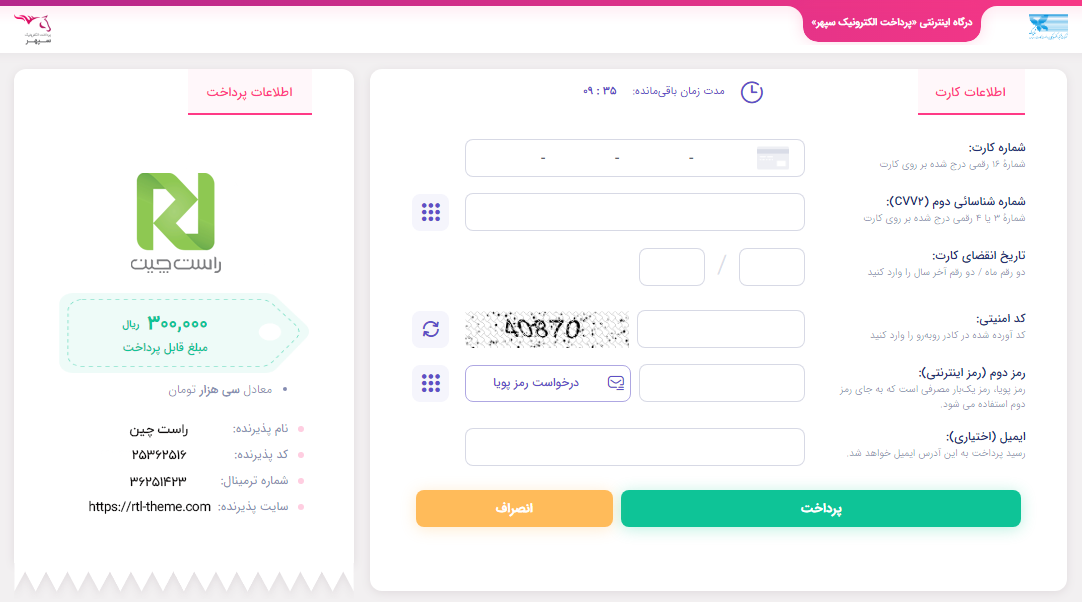 درگاه اینترنتی «پرداخت الکترونیک سپهر»
پرداخت الکترونیک
سپهر
اطلاعات کارت
مدت زمان باقی‌مانده: ۰۹ : ۳۵
شماره کارت:
شمارهٔ ۱۶ رقمی درج شده بر روی کارت
- - -
شماره شناسائی دوم (CVV۲):
شمارهٔ ۳ یا ۴ رقمی درج شده بر روی کارت
تاریخ انقضای کارت:
دو رقم ماه / دو رقم آخر سال را وارد کنید
/
کد امنیتی:
کد آورده شده در کادر روبه‌رو را وارد کنید
40870
رمز دوم (رمز اینترنتی):
رمز پویا، رمز یک‌بار مصرفی است که به جای رمز
دوم استفاده می شود.
درخواست رمز پویا
ایمیل (اختیاری):
رسید پرداخت به این آدرس ایمیل خواهد شد.
پرداخت
انصراف
اطلاعات پرداخت
راست‌چین
۳۰۰,۰۰۰ ریال
مبلغ قابل پرداخت
معادل سی هزار تومان
نام پذیرنده: راست چین
کد پذیرنده: ۲۵۳۶۲۵۱۶
شماره ترمینال: ۳۶۲۵۱۴۲۳
سایت پذیرنده: https://rtl-theme.com